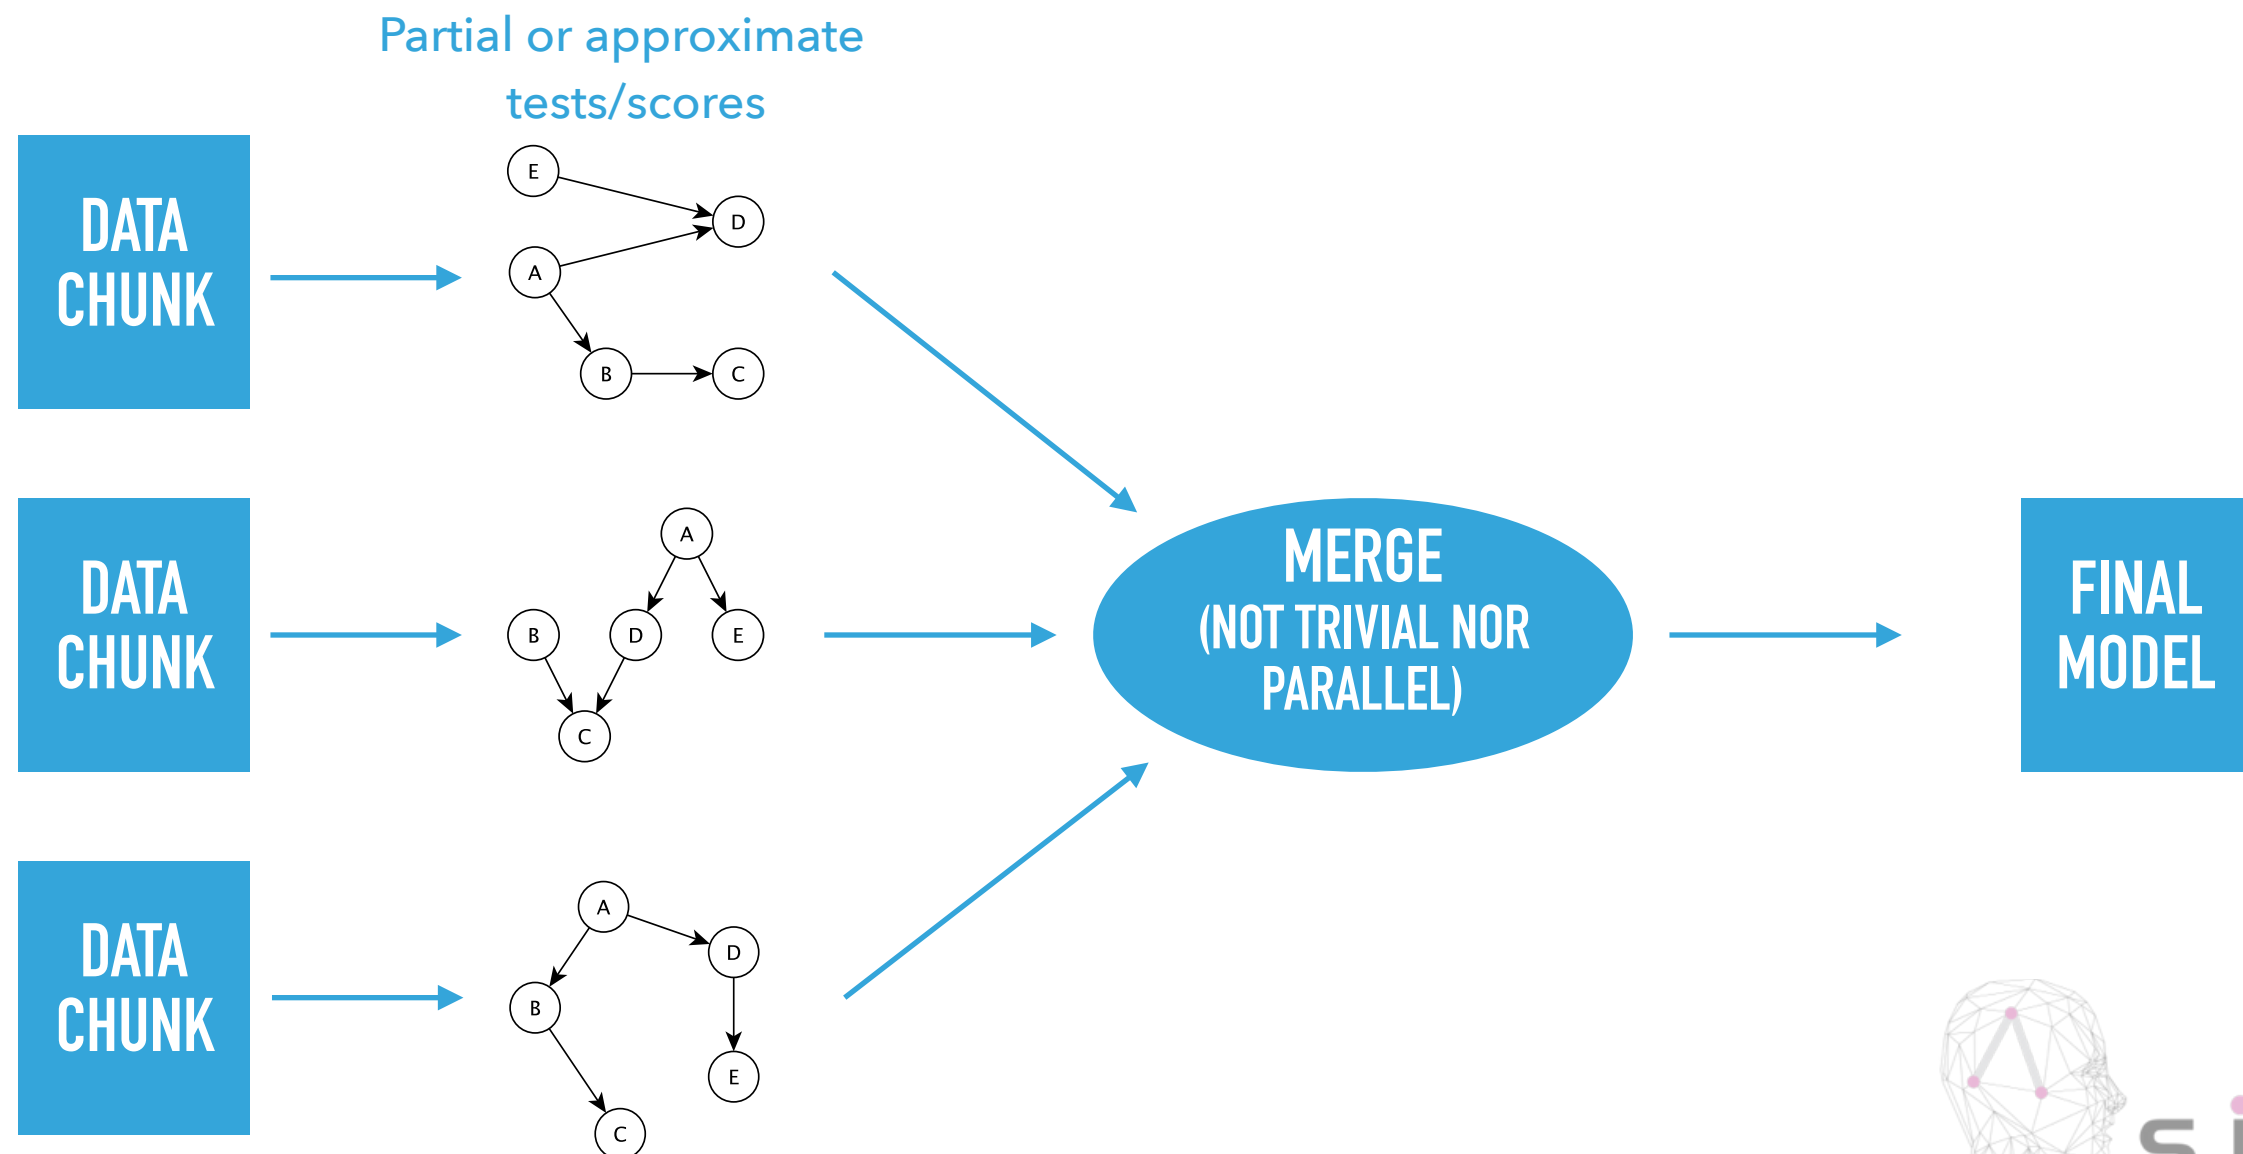 Partial or approximate
tests/scores
DATA
CHUNK
E
D
A
B
C
DATA
CHUNK
A
B
D
E
C
MERGE
(NOT TRIVIAL NOR
PARALLEL)
FINAL
MODEL
DATA
CHUNK
A
D
B
E
C